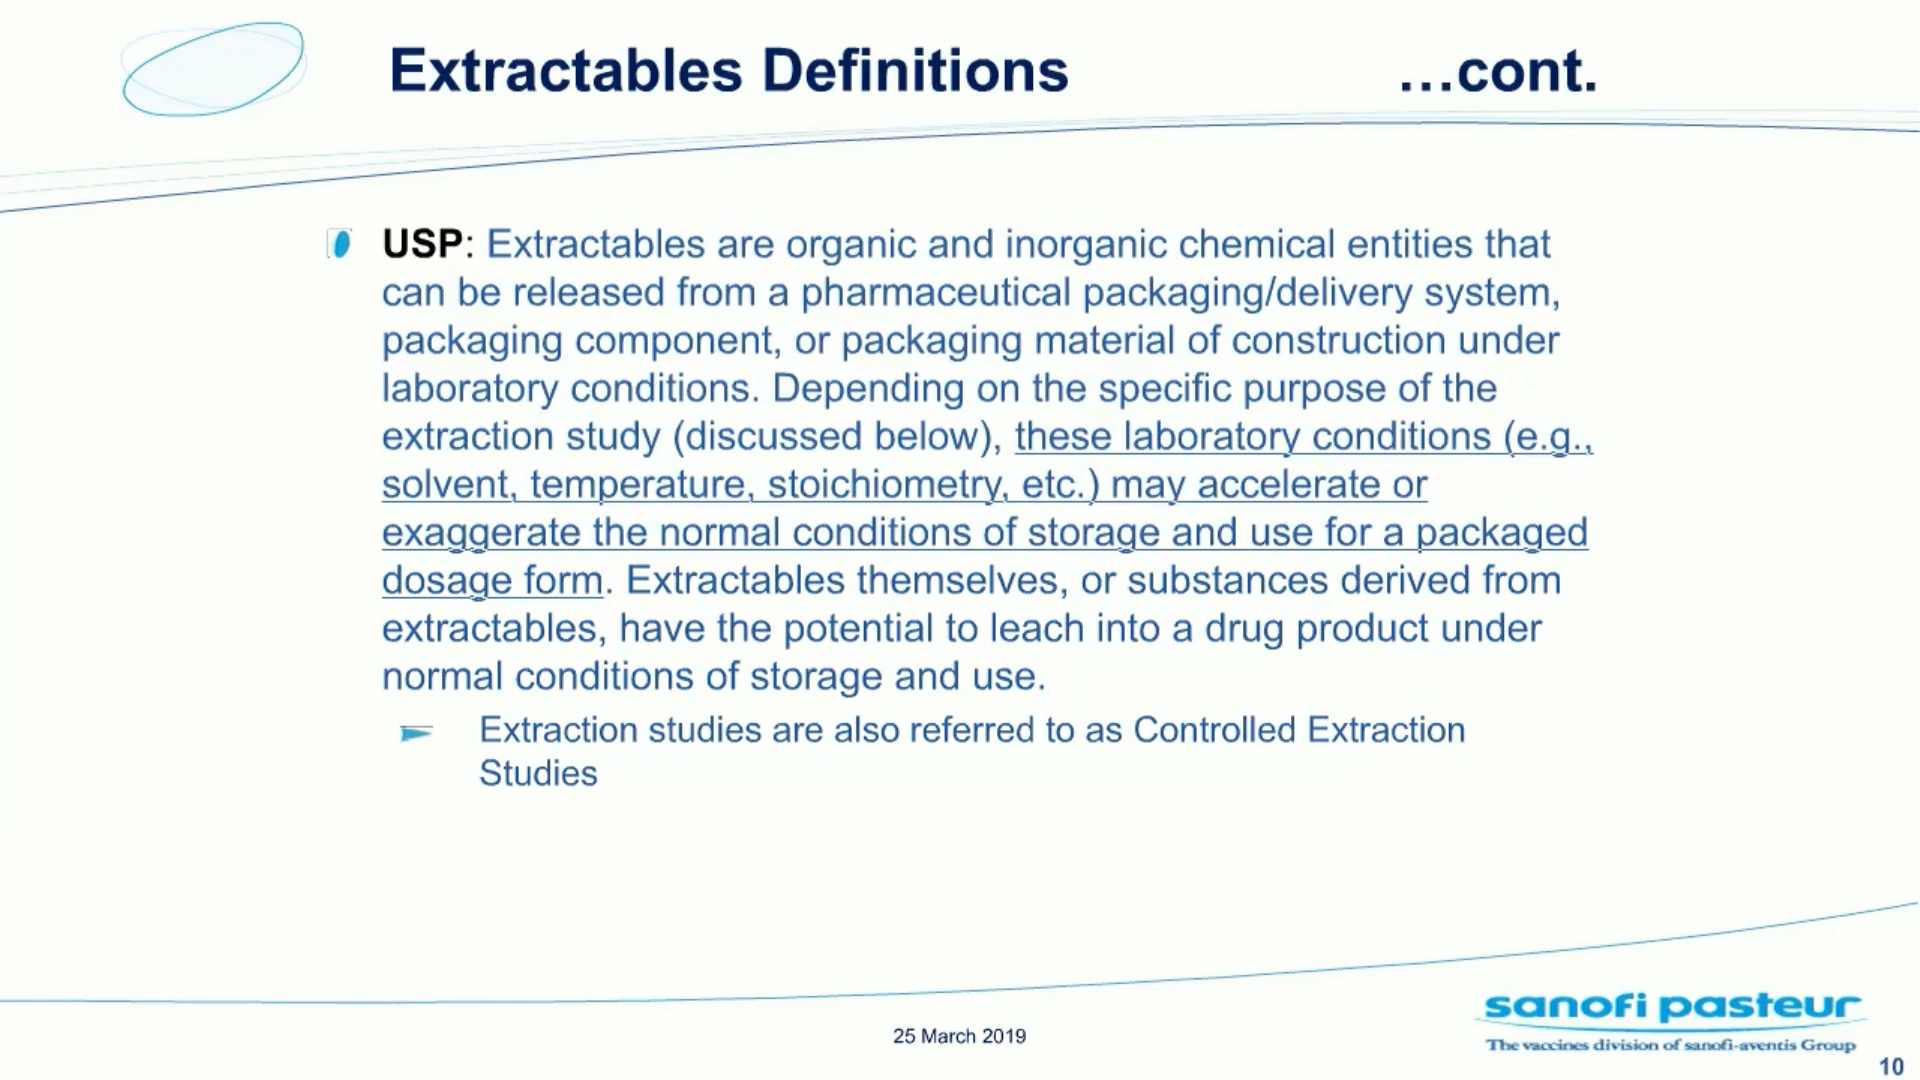 Extractables Definitions …cont.
USP: Extractables are organic and inorganic chemical entities that
can be released from a pharmaceutical packaging/delivery system,
packaging component, or packaging material of construction under
laboratory conditions. Depending on the specific purpose of the
extraction study (discussed below), these laboratory conditions (e.g.,
solvent, temperature, stoichiometry, etc.) may accelerate or
exaggerate the normal conditions of storage and use for a packaged
dosage form. Extractables themselves, or substances derived from
extractables, have the potential to leach into a drug product under
normal conditions of storage and use.
Extraction studies are also referred to as Controlled Extraction
Studies
sanofi pasteur
25 March 2019
The vaccines division of sanofi-aventis Group
10